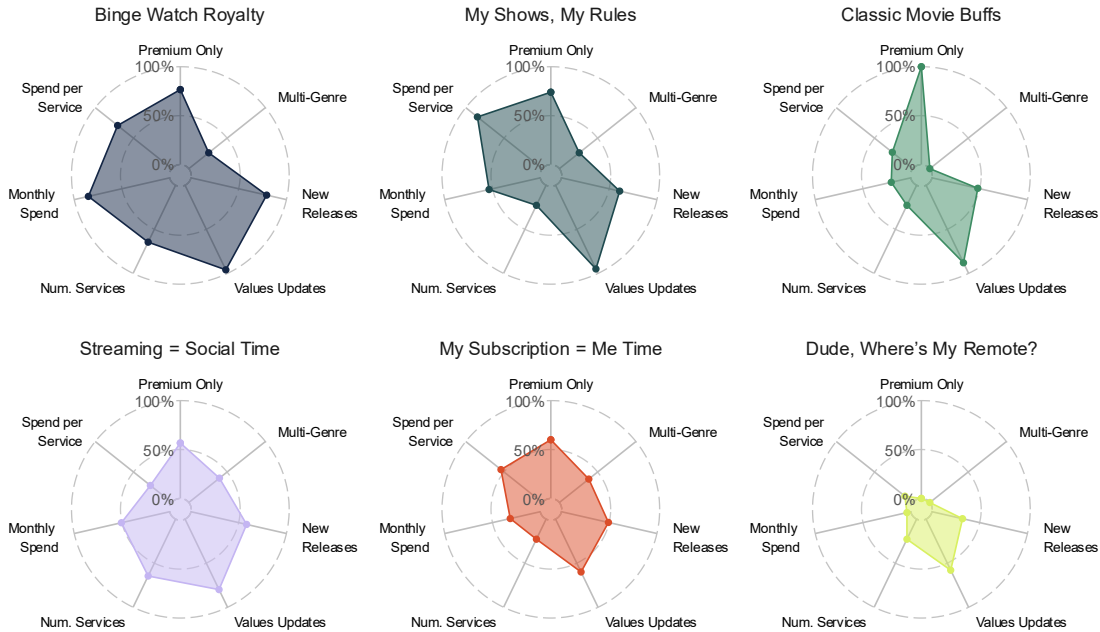 Binge Watch Royalty
Premium Only
100%
50%
0%
Multi-Genre
New
Releases
Values Updates
Num. Services
Monthly
Spend
Spend per
Service
My Shows, My Rules
Premium Only
100%
50%
0%
Multi-Genre
New
Releases
Values Updates
Num. Services
Monthly
Spend
Spend per
Service
Classic Movie Buffs
Premium Only
100%
50%
0%
Multi-Genre
New
Releases
Values Updates
Num. Services
Monthly
Spend
Spend per
Service
Streaming = Social Time
Premium Only
100%
50%
0%
Multi-Genre
New
Releases
Values Updates
Num. Services
Monthly
Spend
Spend per
Service
My Subscription = Me Time
Premium Only
100%
50%
0%
Multi-Genre
New
Releases
Values Updates
Num. Services
Monthly
Spend
Spend per
Service
Dude, Where’s My Remote?
Premium Only
100%
50%
0%
Multi-Genre
New
Releases
Values Updates
Num. Services
Monthly
Spend
Spend per
Service